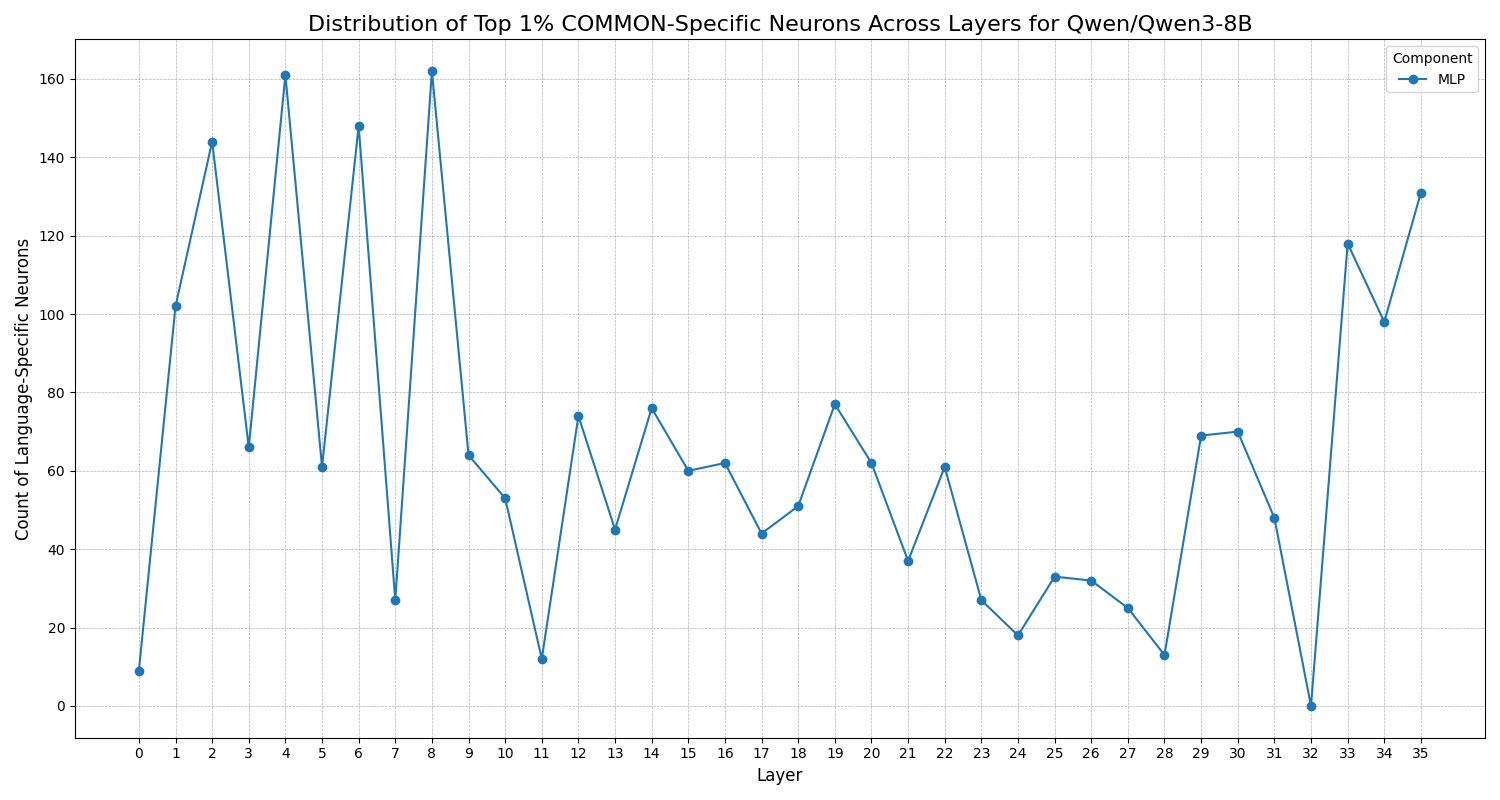 Distribution of Top 1% COMMON-Specific Neurons Across Layers for Qwen/Qwen3-8B
Component
MLP
Count of Language-Specific Neurons
160
140
120
100
80
60
40
20
0
0 1 2 3 4 5 6 7 8 9 10 11 12 13 14 15 16 17 18 19 20 21 22 23 24 25 26 27 28 29 30 31 32 33 34 35
Layer